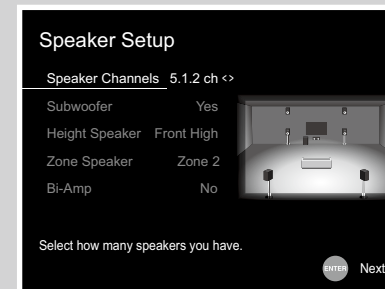 Speaker Setup
Speaker Channels 5.1.2 ch <>
Subwoofer Yes
Height Speaker Front High
Zone Speaker Zone 2
Bi-Amp No
Select how many speakers you have.
ENTER Next